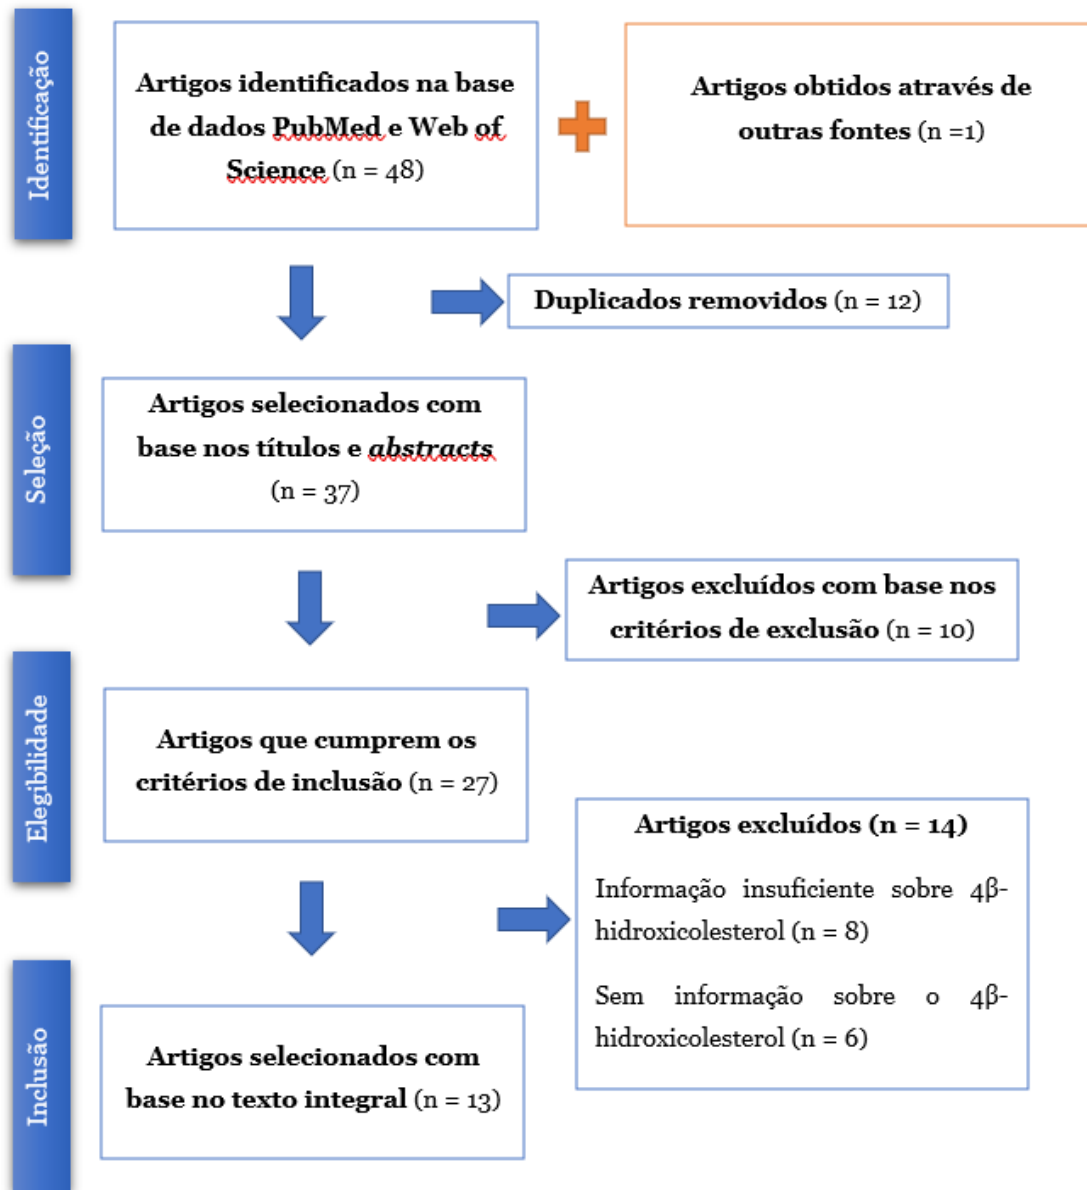 Identificação
Artigos identificados na base
de dados PubMed e Web of
Science (n = 48)
Artigos obtidos através de
outras fontes (n =1)
Duplicados removidos (n = 12)
Seleção
Artigos selecionados com
base nos títulos e abstracts
(n = 37)
Artigos excluídos com base nos
critérios de exclusão (n = 10)
Elegibilidade
Artigos que cumprem os
critérios de inclusão (n = 27)
Artigos excluídos (n = 14)
Informação insuficiente sobre 4β-
hidroxicolesterol (n = 8)
Sem informação sobre o 4β-
hidroxicolesterol (n = 6)
Inclusão
Artigos selecionados com
base no texto integral (n = 13)